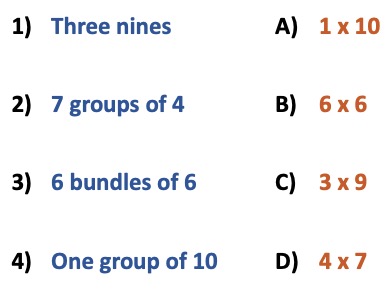 1) Three nines A) 1 x 10
2) 7 groups of 4 B) 6 x 6
3) 6 bundles of 6 C) 3 x 9
4) One group of 10 D) 4 x 7